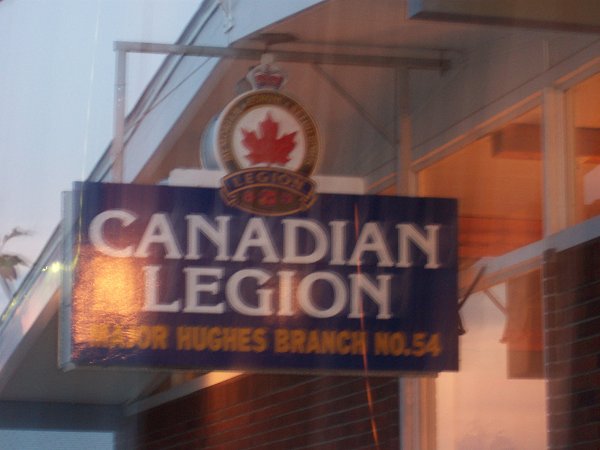 LEGION
CANADIAN
LEGION
MAJOR HUGHES BRANCH NO.54